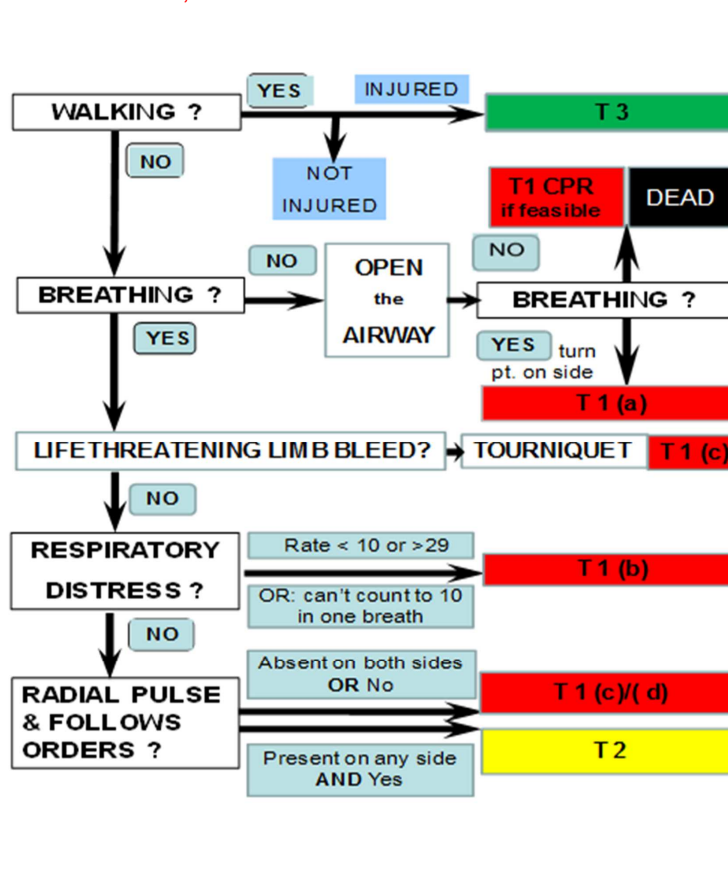 YES
INJURED
WALKING ?
T 3
NO
NOT
INJURED
T1 CPR
if feasible
DEAD
NO
NO
OPEN
the
AIRWAY
BREATHING ?
BREATHING ?
YES
YES
turn
pt. on side
T 1 (a)
LIFETHREATENING LIMB BLEED?
TOURNIQUET
T 1 (c)
NO
RESPIRATORY
DISTRESS ?
Rate < 10 or >29
T 1 (b)
OR: can't count to 10
in one breath
NO
Absent on both sides
OR No
RADIAL PULSE
& FOLLOWS
ORDERS ?
T 1 (c)/( d)
T 2
Present on any side
AND Yes